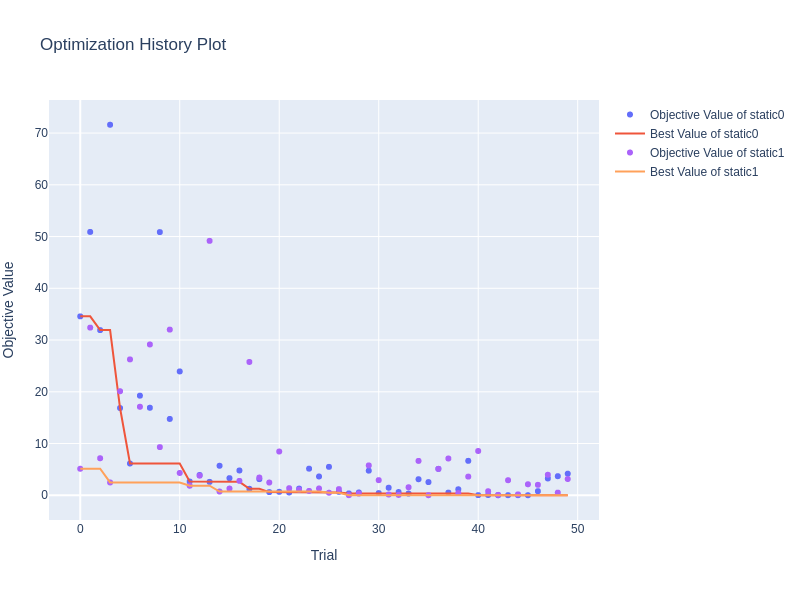 Optimization History Plot
Objective Value of static0
Best Value of static0
Objective Value of static1
Best Value of static1
70
60
50
40
30
20
10
0
Objective Value
0
10
20
30
40
50
Trial